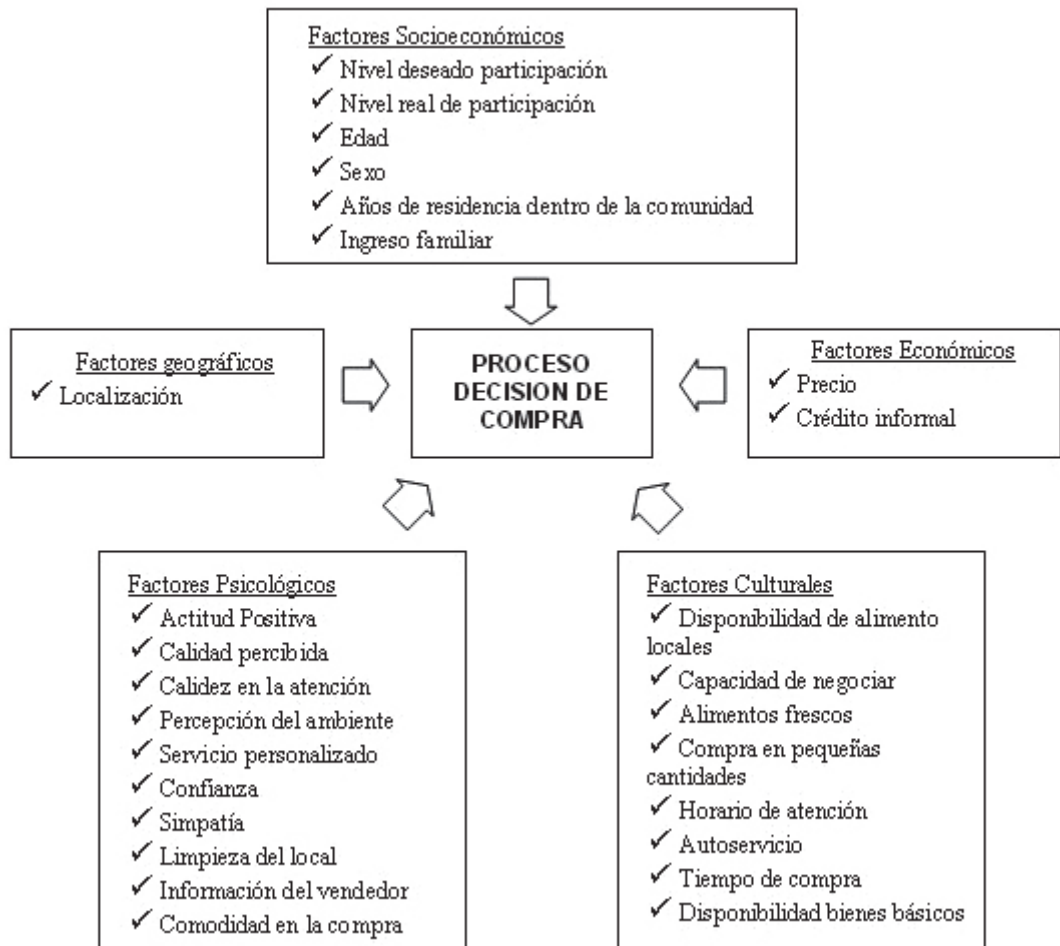 Factores Socioeconómicos
✓ Nivel deseado participación
✓ Nivel real de participación
✓ Edad
✓ Sexo
✓ Años de residencia dentro de la comunidad
✓ Ingreso familiar
Factores geográficos
✓ Localización
PROCESO
DECISION DE
COMPRA
Factores Económicos
✓ Precio
✓ Crédito informal
Factores Psicológicos
✓ Actitud Positiva
✓ Calidad percibida
✓ Calidez en la atención
✓ Percepción del ambiente
✓ Servicio personalizado
✓ Confianza
✓ Simpatía
✓ Limpieza del local
✓ Información del vendedor
✓ Comodidad en la compra
Factores Culturales
✓ Disponibilidad de alimento
locales
✓ Capacidad de negociar
✓ Alimentos frescos
✓ Compra en pequeñas
cantidades
✓ Horario de atención
✓ Autoservicio
✓ Tiempo de compra
✓ Disponibilidad bienes básicos